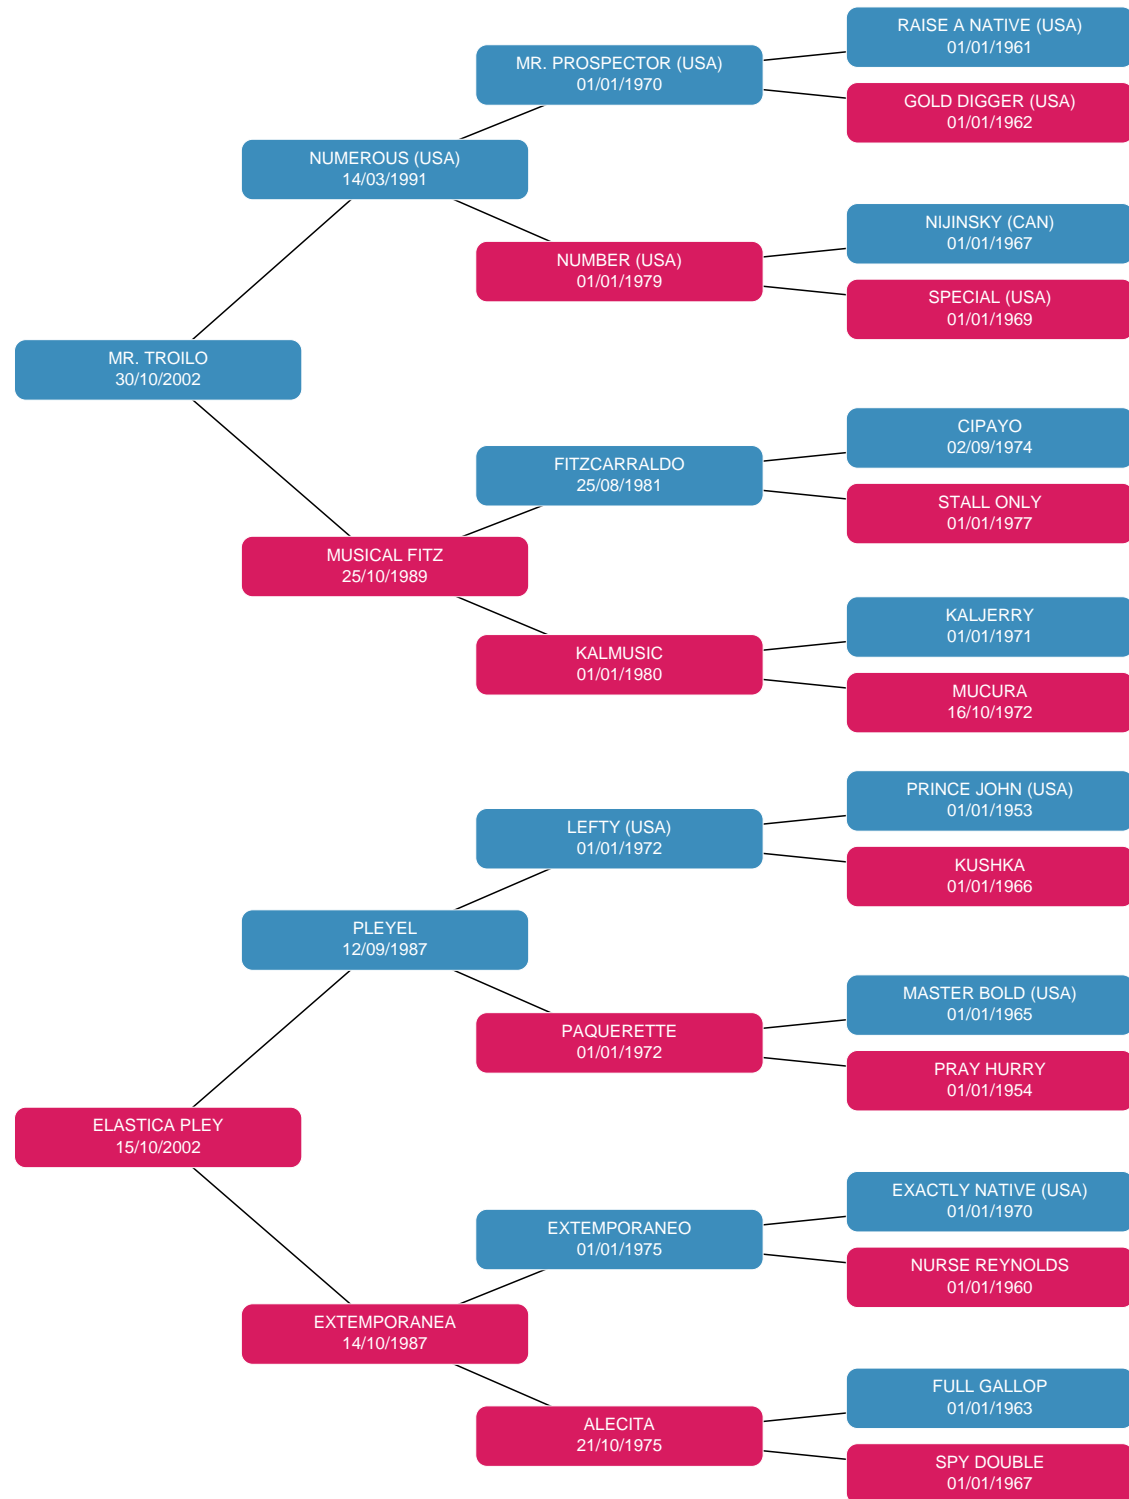 RAISE A NATIVE (USA)
01/01/1961
MR. PROSPECTOR (USA)
01/01/1970
GOLD DIGGER (USA)
01/01/1962
NUMEROUS (USA)
14/03/1991
NIJINSKY (CAN)
01/01/1967
NUMBER (USA)
01/01/1979
SPECIAL (USA)
01/01/1969
MR. TROILO
30/10/2002
CIPAYO
02/09/1974
FITZCARRALDO
25/08/1981
STALL ONLY
01/01/1977
MUSICAL FITZ
25/10/1989
KALJERRY
01/01/1971
KALMUSIC
01/01/1980
MUCURA
16/10/1972
PRINCE JOHN (USA)
01/01/1953
LEFTY (USA)
01/01/1972
KUSHKA
01/01/1966
PLEYEL
12/09/1987
MASTER BOLD (USA)
01/01/1965
PAQUERETTE
01/01/1972
PRAY HURRY
01/01/1954
ELASTICA PLEY
15/10/2002
EXACTLY NATIVE (USA)
01/01/1970
EXTEMPORANEO
01/01/1975
NURSE REYNOLDS
01/01/1960
EXTEMPORANEA
14/10/1987
FULL GALLOP
01/01/1963
ALECITA
21/10/1975
SPY DOUBLE
01/01/1967